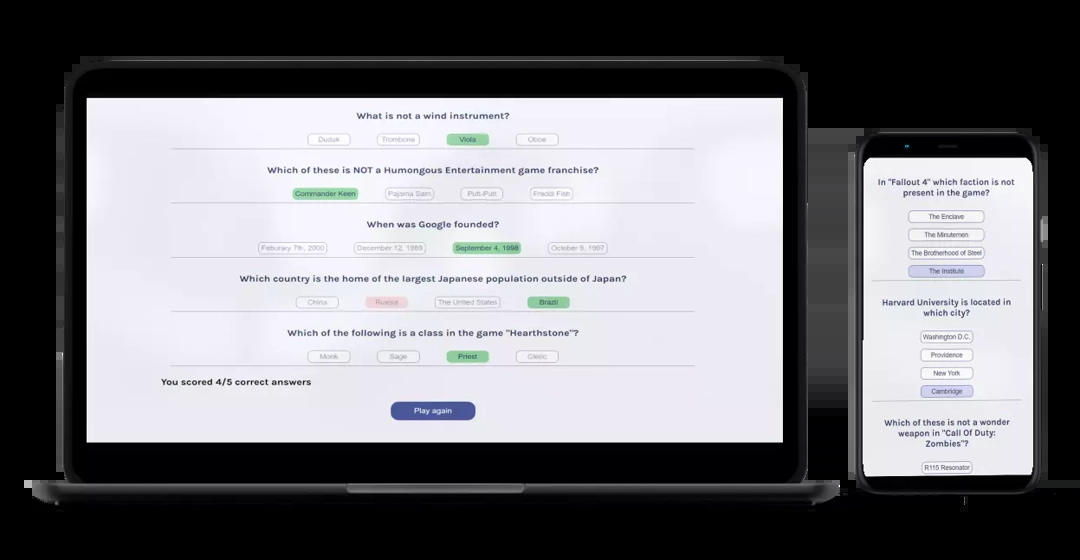 What is not a wind instrument?
Duduk Trombone Viola Oboe
Which of these is NOT a Humongous Entertainment game franchise?
Commander Keen Pajama Sam Putt-Putt Freddi Fish
When was Google founded?
Feburary 7th, 2000 December 12, 1989 September 4, 1998 October 9, 1997
Which country is the home of the largest Japanese population outside of Japan?
China Russia The United States Brazil
Which of the following is a class in the game "Hearthstone"?
Monk Sage Priest Cleric
You scored 4/5 correct answers
Play again
In "Fallout 4" which faction is not
present in the game?
The Enclave
The Minutemen
The Brotherhood of Steel
The Institute
Harvard University is located in
which city?
Washington D.C.
Providence
New York
Cambridge
Which of these is not a wonder
weapon in "Call Of Duty:
Zombies"?
R115 Resonator